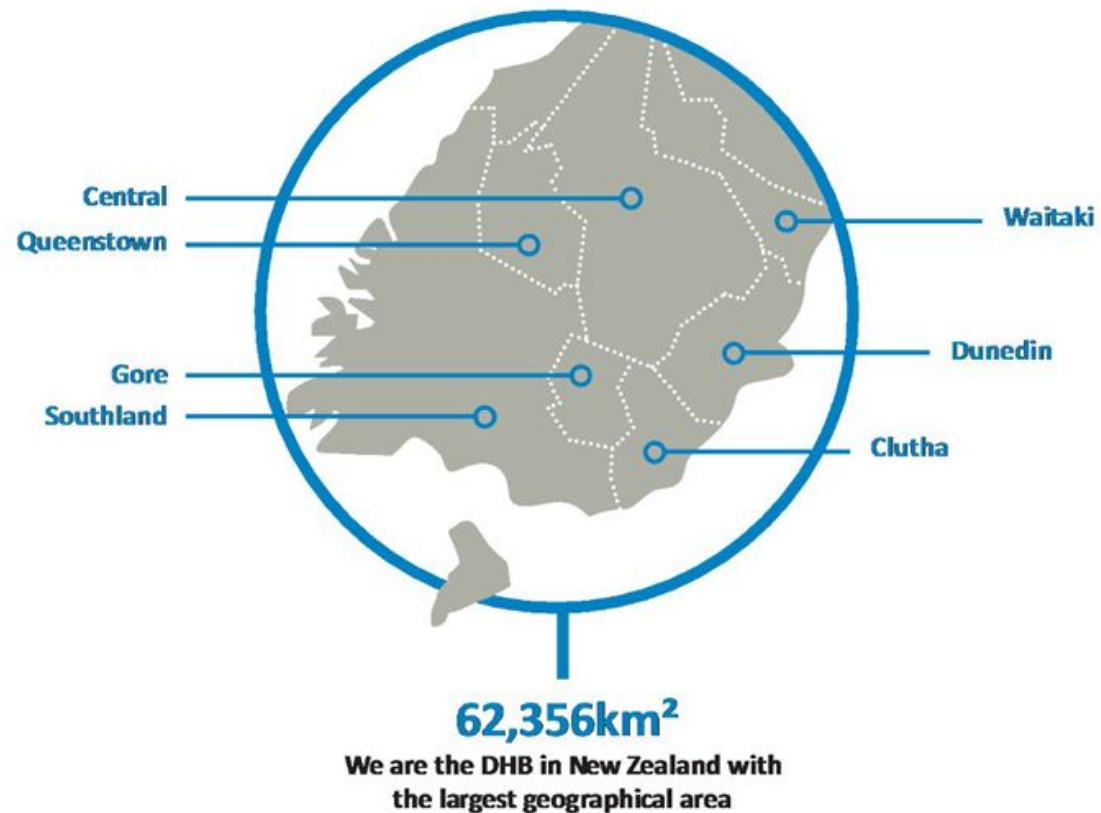 Central
Queenstown
Waitaki
Dunedin
Gore
Southland
Clutha
62,356km²
We are the DHB in New Zealand with
the largest geographical area